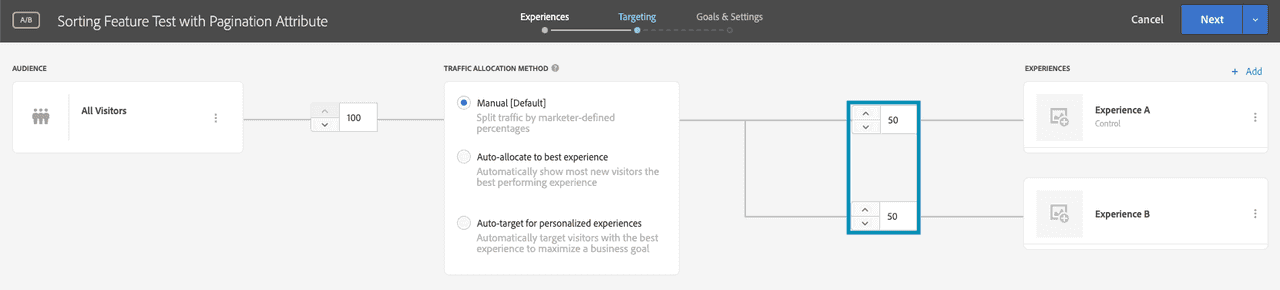 A/B
Sorting Feature Test with Pagination Attribute
Experiences
Targeting
Goals & Settings
Cancel
Next
AUDIENCE
TRAFFIC ALLOCATION METHOD ?
EXPERIENCES
+ Add
All Visitors
100
Manual [Default]
Split traffic by marketer-defined
percentages
Auto-allocate to best experience
Automatically show most new visitors the
best performing experience
Auto-target for personalized experiences
Automatically target visitors with the best
experience to maximize a business goal
50
50
Experience A
Control
Experience B